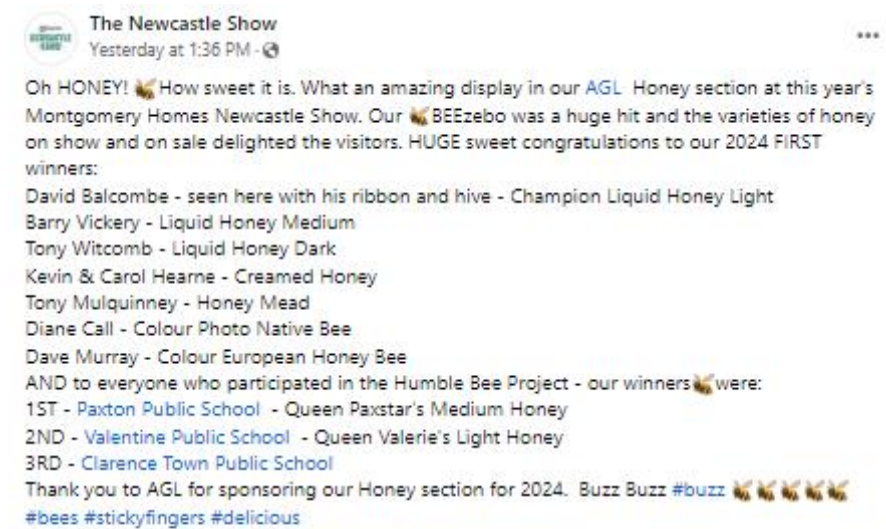 The Newcastle Show
Yesterday at 1:36 PM ·
Oh HONEY! 🐝How sweet it is. What an amazing display in our AGL Honey section at this year's
Montgomery Homes Newcastle Show. Our 🐝BEEzebo was a huge hit and the varieties of honey
on show and on sale delighted the visitors. HUGE sweet congratulations to our 2024 FIRST
winners:
David Balcombe - seen here with his ribbon and hive - Champion Liquid Honey Light
Barry Vickery - Liquid Honey Medium
Tony Witcomb - Liquid Honey Dark
Kevin & Carol Hearne - Creamed Honey
Tony Mulquinney - Honey Mead
Diane Call - Colour Photo Native Bee
Dave Murray - Colour European Honey Bee
AND to everyone who participated in the Humble Bee Project - our winners🐝were:
1ST - Paxton Public School - Queen Paxstar's Medium Honey
2ND - Valentine Public School - Queen Valerie's Light Honey
3RD - Clarence Town Public School
Thank you to AGL for sponsoring our Honey section for 2024. Buzz Buzz #buzz 🐝🐝🐝🐝🐝
#bees #stickyfingers #delicious